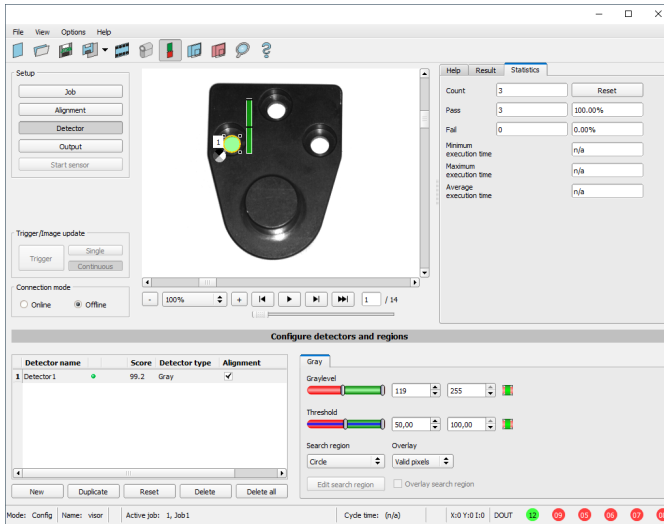 File View Options Help
Setup
Job
Alignment
Detector
Output
Start sensor
Trigger/Image update
Trigger
Single
Continuous
Connection mode
Online Offline
1
- 100% + 1 / 14
Help Result Statistics
Count 3 Reset
Pass 3 100.00%
Fail 0 0.00%
Minimum
execution time n/a
Maximum
execution time n/a
Average
execution time n/a
Configure detectors and regions
Detector name Score Detector type Alignment
1 Detector1 99.2 Gray
New Duplicate Reset Delete Delete all
Gray
Graylevel
119 255
Threshold
50,00 100,00
Search region Overlay
Circle Valid pixels
Edit search region Overlay search region
Mode: Config Name: visor Active job: 1, Job1 Cycle time: (n/a) X:0 Y:0 I:0 DOUT 12 09 05 06 07